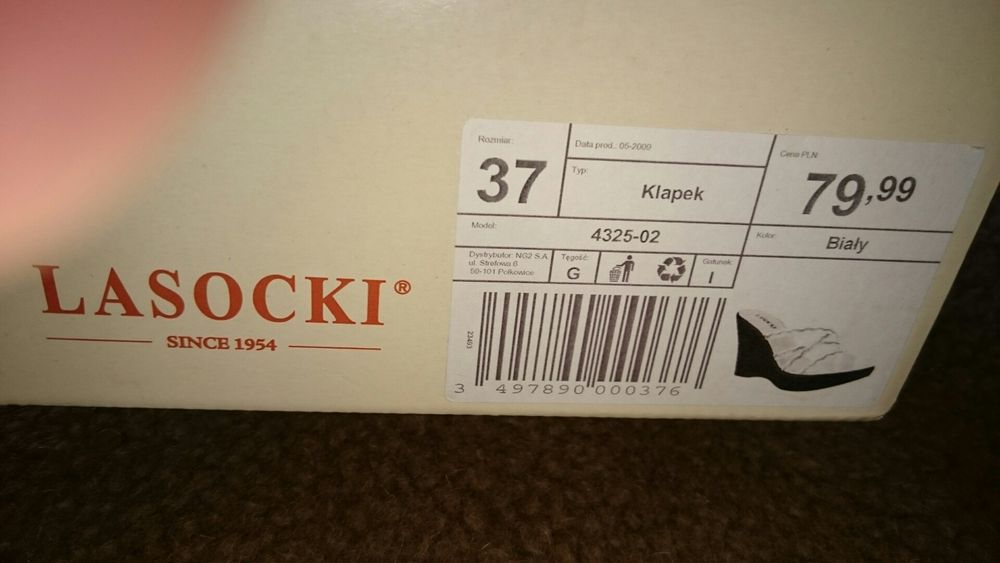 LASOCKI®
SINCE 1954
Rozmiar:
37
Data prod.: 05-2009
Typ:
Klapek
Cena PLN:
79,99
Model:
4325-02
Kolor:
Biały
Dystrybutor: NG2 S.A
ul. Strefowa 6
59-101 Polkowice
Tęgość:
G
Gatunek:
I
3 497890 000376